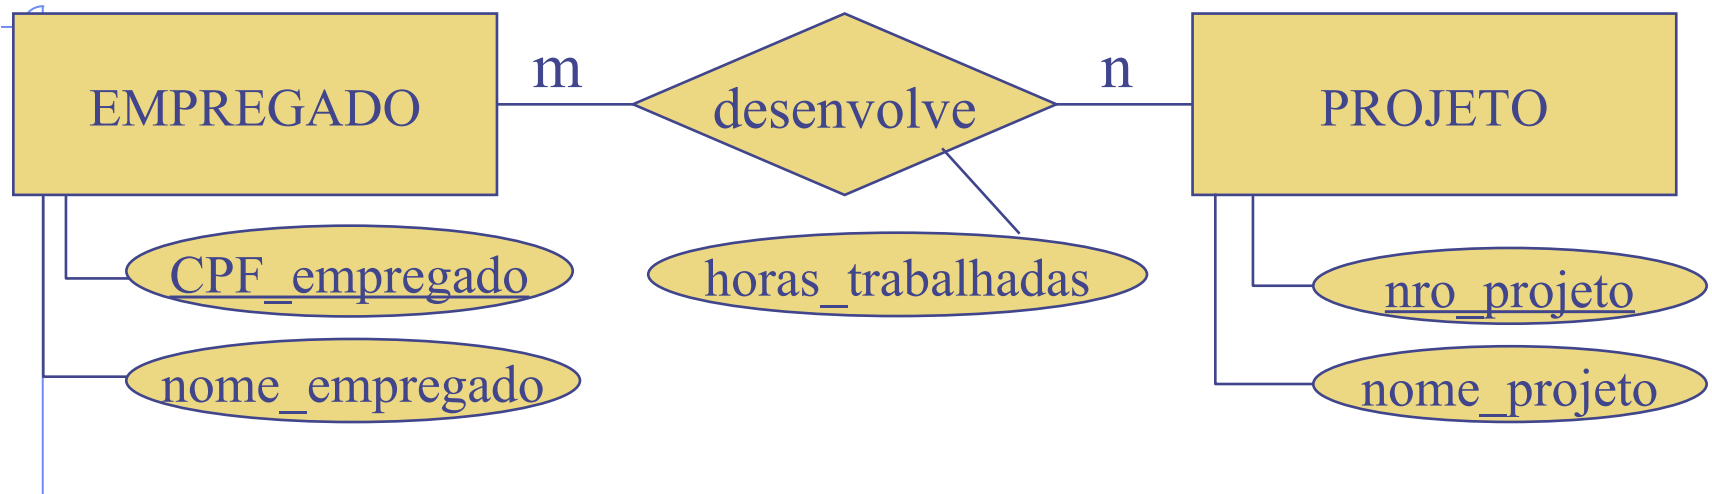 EMPREGADO
m
desenvolve
n
PROJETO
CPF_empregado
horas_trabalhadas
nro_projeto
nome_empregado
nome_projeto